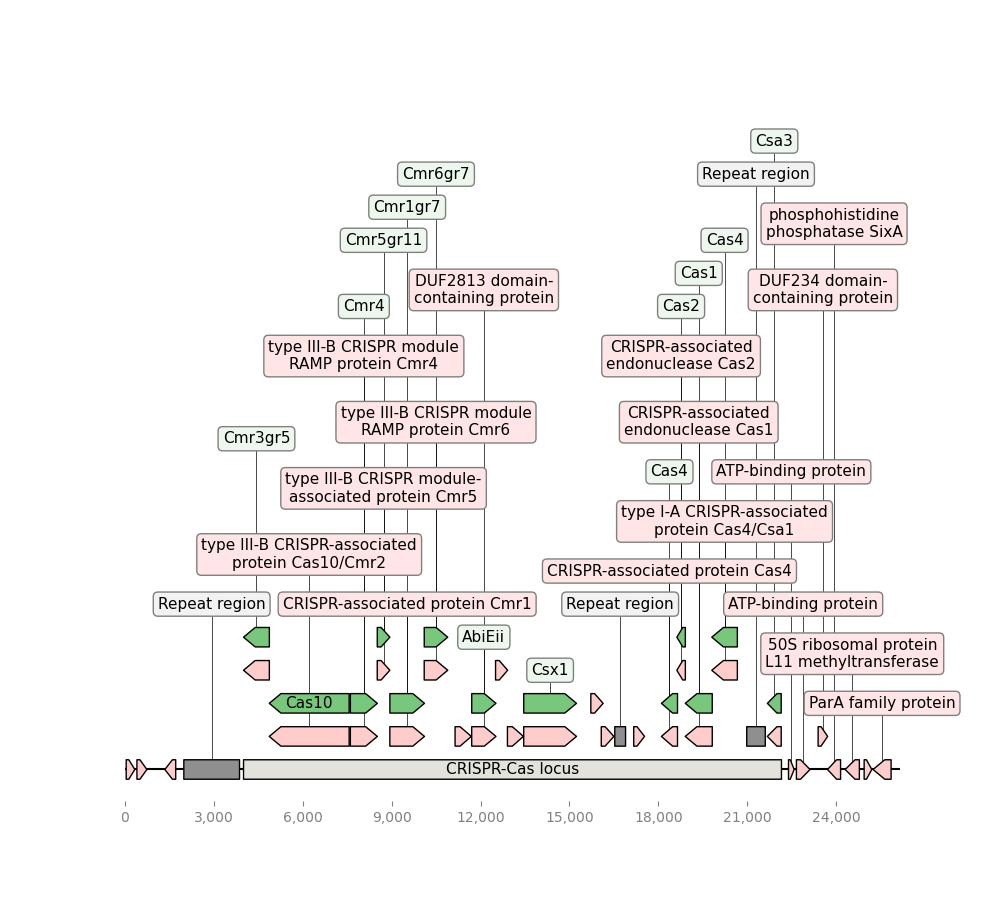 Csa3
Cmr6gr7
Repeat region
Cmr1gr7
phosphohistidine
phosphatase SixA
Cmr5gr11
Cas4
Cas1
DUF2813 domain-
containing protein
DUF234 domain-
containing protein
Cmr4
Cas2
type III-B CRISPR module
RAMP protein Cmr4
CRISPR-associated
endonuclease Cas2
type III-B CRISPR module
RAMP protein Cmr6
CRISPR-associated
endonuclease Cas1
Cmr3gr5
Cas4
ATP-binding protein
type III-B CRISPR module-
associated protein Cmr5
type I-A CRISPR-associated
protein Cas4/Csa1
type III-B CRISPR-associated
protein Cas10/Cmr2
CRISPR-associated protein Cas4
Repeat region
CRISPR-associated protein Cmr1
Repeat region
ATP-binding protein
AbiEii
50S ribosomal protein
L11 methyltransferase
Csx1
Cas10
ParA family protein
CRISPR-Cas locus
0
3,000
6,000
9,000
12,000
15,000
18,000
21,000
24,000